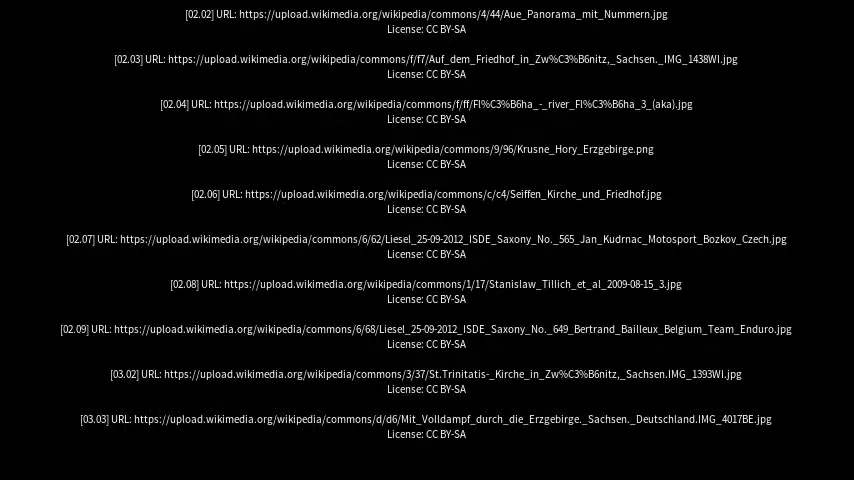 [02.02] URL: https://upload.wikimedia.org/wikipedia/commons/4/44/Aue_Panorama_mit_Nummern.jpg
License: CC BY-SA
[02.03] URL: https://upload.wikimedia.org/wikipedia/commons/f/f7/Auf_dem_Friedhof_in_Zw%C3%B6nitz,_Sachsen._IMG_1438WI.jpg
License: CC BY-SA
[02.04] URL: https://upload.wikimedia.org/wikipedia/commons/f/ff/Fl%C3%B6ha_-_river_Fl%C3%B6ha_3_(aka).jpg
License: CC BY-SA
[02.05] URL: https://upload.wikimedia.org/wikipedia/commons/9/96/Krusne_Hory_Erzgebirge.png
License: CC BY-SA
[02.06] URL: https://upload.wikimedia.org/wikipedia/commons/c/c4/Seiffen_Kirche_und_Friedhof.jpg
License: CC BY-SA
[02.07] URL: https://upload.wikimedia.org/wikipedia/commons/6/62/Liesel_25-09-2012_ISDE_Saxony_No._565_Jan_Kudrnac_Motosport_Bozkov_Czech.jpg
License: CC BY-SA
[02.08] URL: https://upload.wikimedia.org/wikipedia/commons/1/17/Stanislaw_Tillich_et_al_2009-08-15_3.jpg
License: CC BY-SA
[02.09] URL: https://upload.wikimedia.org/wikipedia/commons/6/68/Liesel_25-09-2012_ISDE_Saxony_No._649_Bertrand_Bailleux_Belgium_Team_Enduro.jpg
License: CC BY-SA
[03.02] URL: https://upload.wikimedia.org/wikipedia/commons/3/37/St.Trinitatis-_Kirche_in_Zw%C3%B6nitz,_Sachsen.IMG_1393WI.jpg
License: CC BY-SA
[03.03] URL: https://upload.wikimedia.org/wikipedia/commons/d/d6/Mit_Volldampf_durch_die_Erzgebirge._Sachsen._Deutschland.IMG_4017BE.jpg
License: CC BY-SA